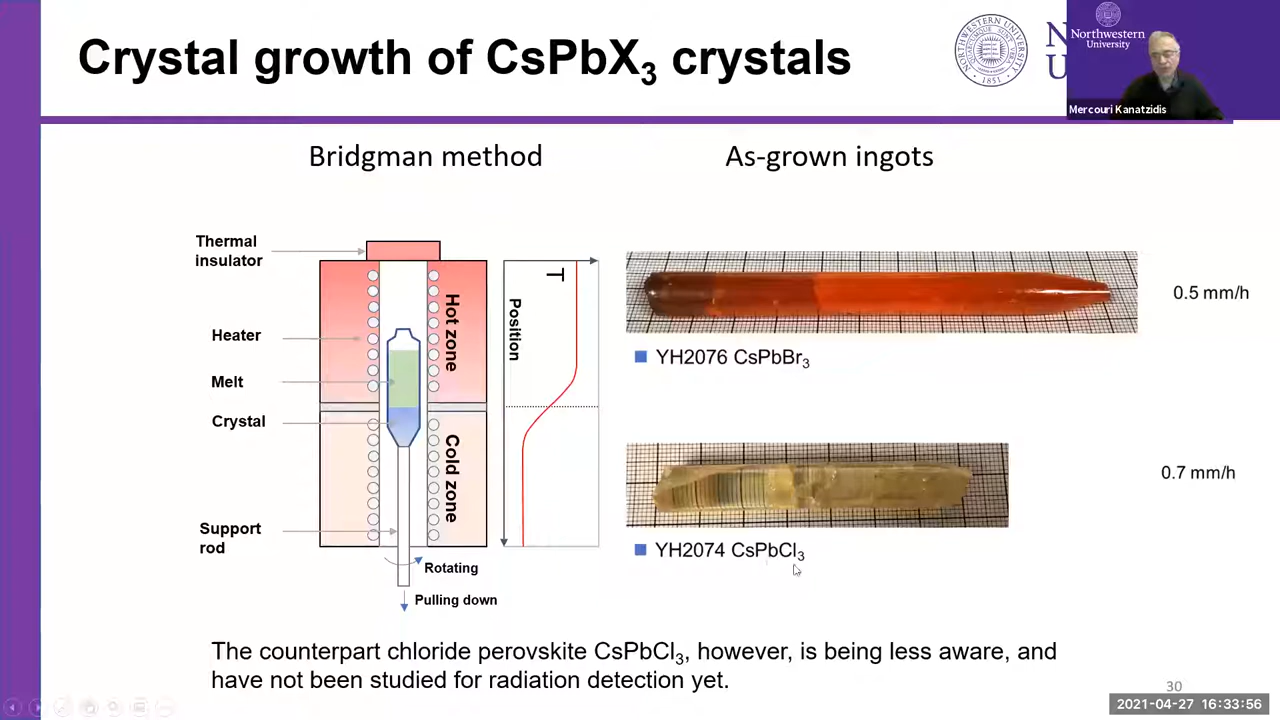 Crystal growth of CsPbX₃ crystals
NORTHWESTERN UNIVERSITY
1851
N
U
Northwestern
University
Mercouri Kanatzidis
Bridgman method
As-grown ingots
Thermal
insulator
Heater
Melt
Crystal
Support
rod
Hot zone
Cold zone
Rotating
Pulling down
Position
T
0.5 mm/h
YH2076 CsPbBr₃
0.7 mm/h
YH2074 CsPbCl₃
The counterpart chloride perovskite CsPbCl₃, however, is being less aware, and
have not been studied for radiation detection yet.
30
2021-04-27 16:33:56